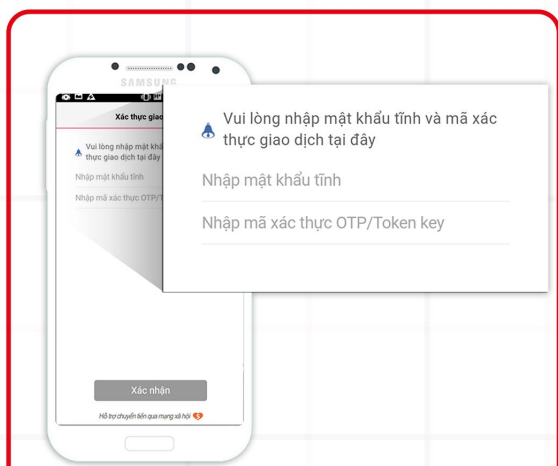 SAMSUNG
Xác thực giao
Vui lòng nhập mật khẩ
thực giao dịch tại đây
Nhập mật khẩu tĩnh
Nhập mã xác thực OTP/T
Xác nhận
Hỗ trợ chuyển tiền qua mạng xã hội
Vui lòng nhập mật khẩu tĩnh và mã xác
thực giao dịch tại đây
Nhập mật khẩu tĩnh
Nhập mã xác thực OTP/Token key